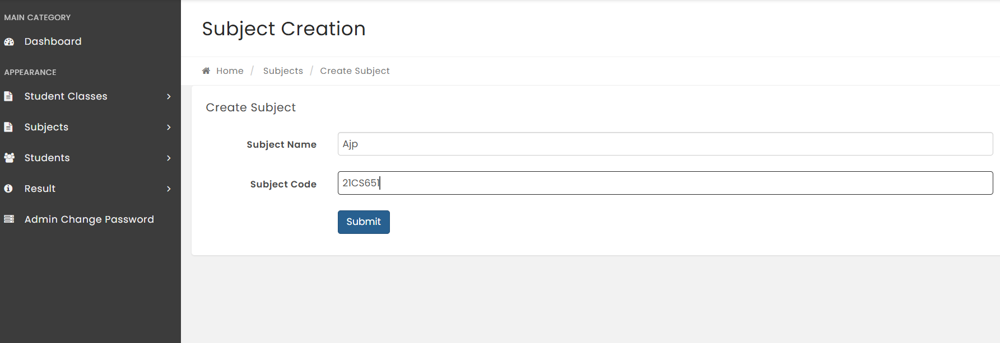 MAIN CATEGORY
Dashboard
APPEARANCE
Student Classes
Subjects
Students
Result
Admin Change Password
Subject Creation
Home / Subjects / Create Subject
Create Subject
Subject Name Ajp
Subject Code 21CS651
Submit